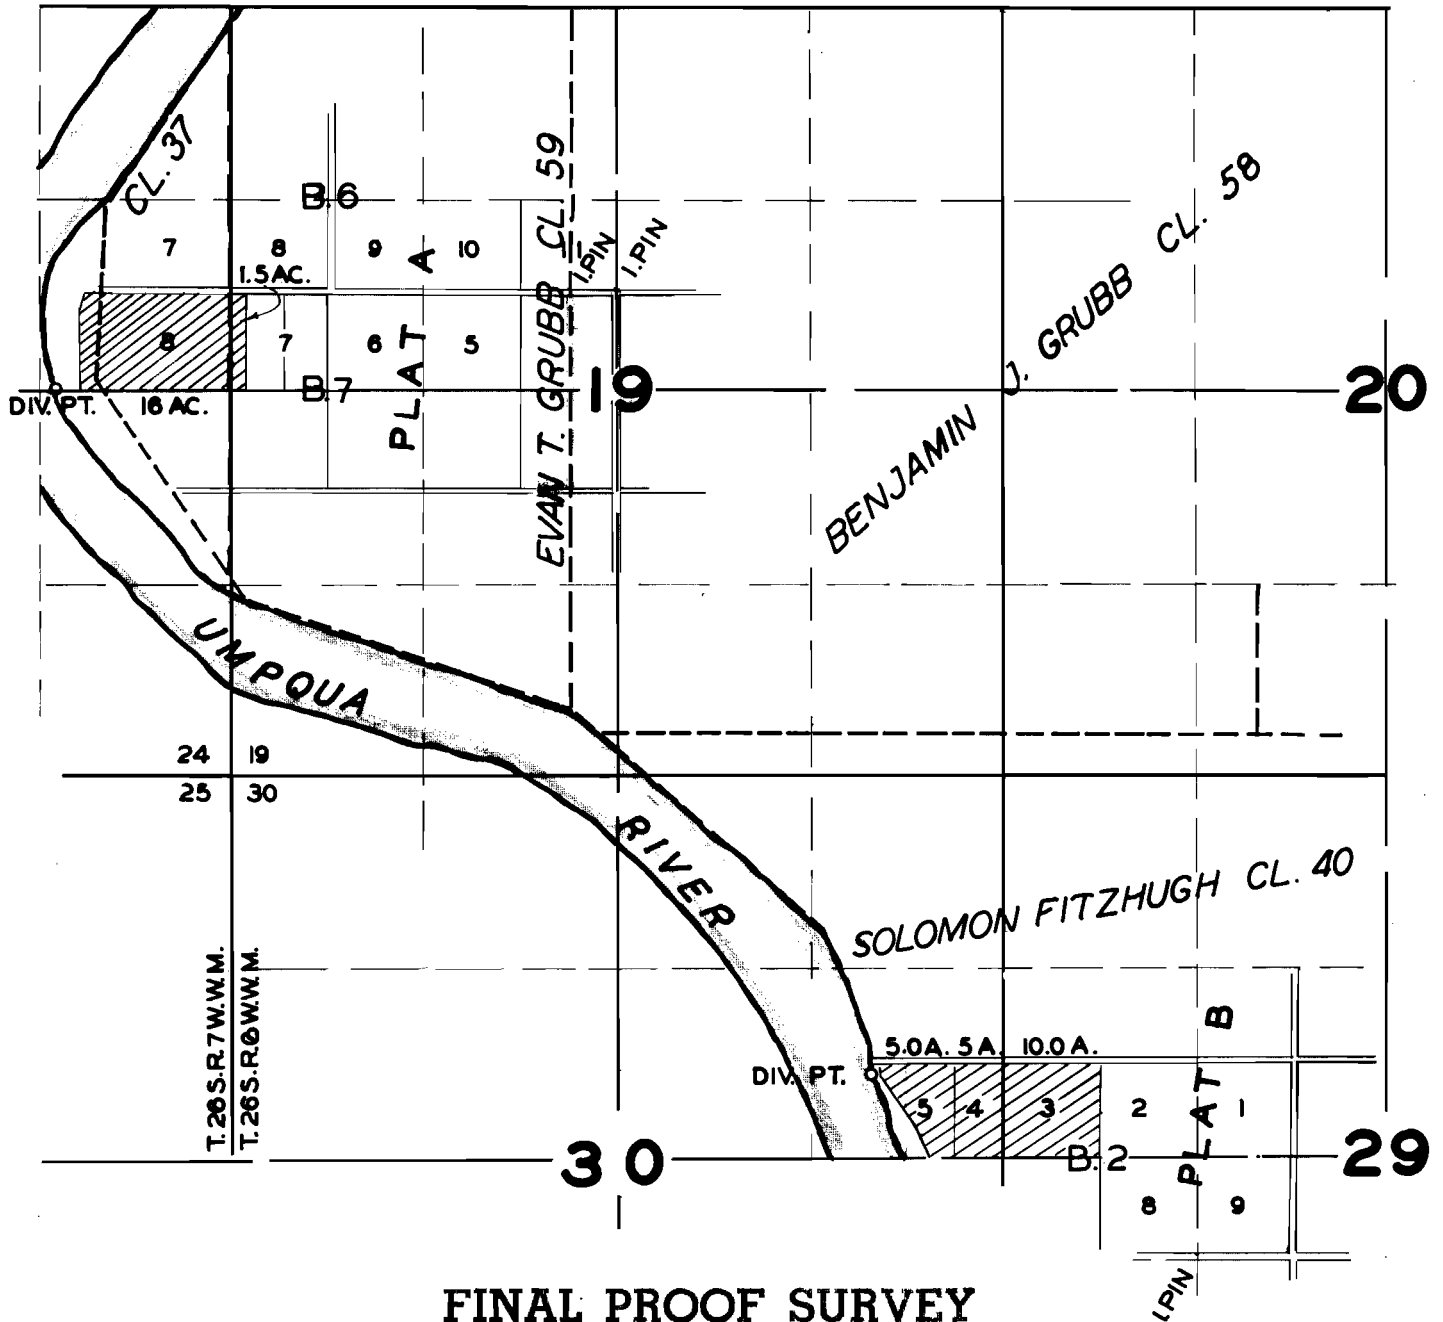 CL. 37
B.6
7 8 9 10
1.5 AC.
8 7 6 5
B.7
PLAT A
EVAN T. GRUBB CL. 59
I.PIN
I.PIN
BENJAMIN J. GRUBB CL. 58
DIV. PT.
16 AC.
19
20
UMPQUA
RIVER
24 19
25 30
SOLOMON FITZHUGH CL. 40
T.26 S.R.7W.W.M.
T.26S.R.6W.W.M.
5.0A. 5 A. 10.0 A.
DIV. PT.
5 4 3 2 1
B.2
PLAT B
8 9
30
29
I.PIN
FINAL PROOF SURVEY